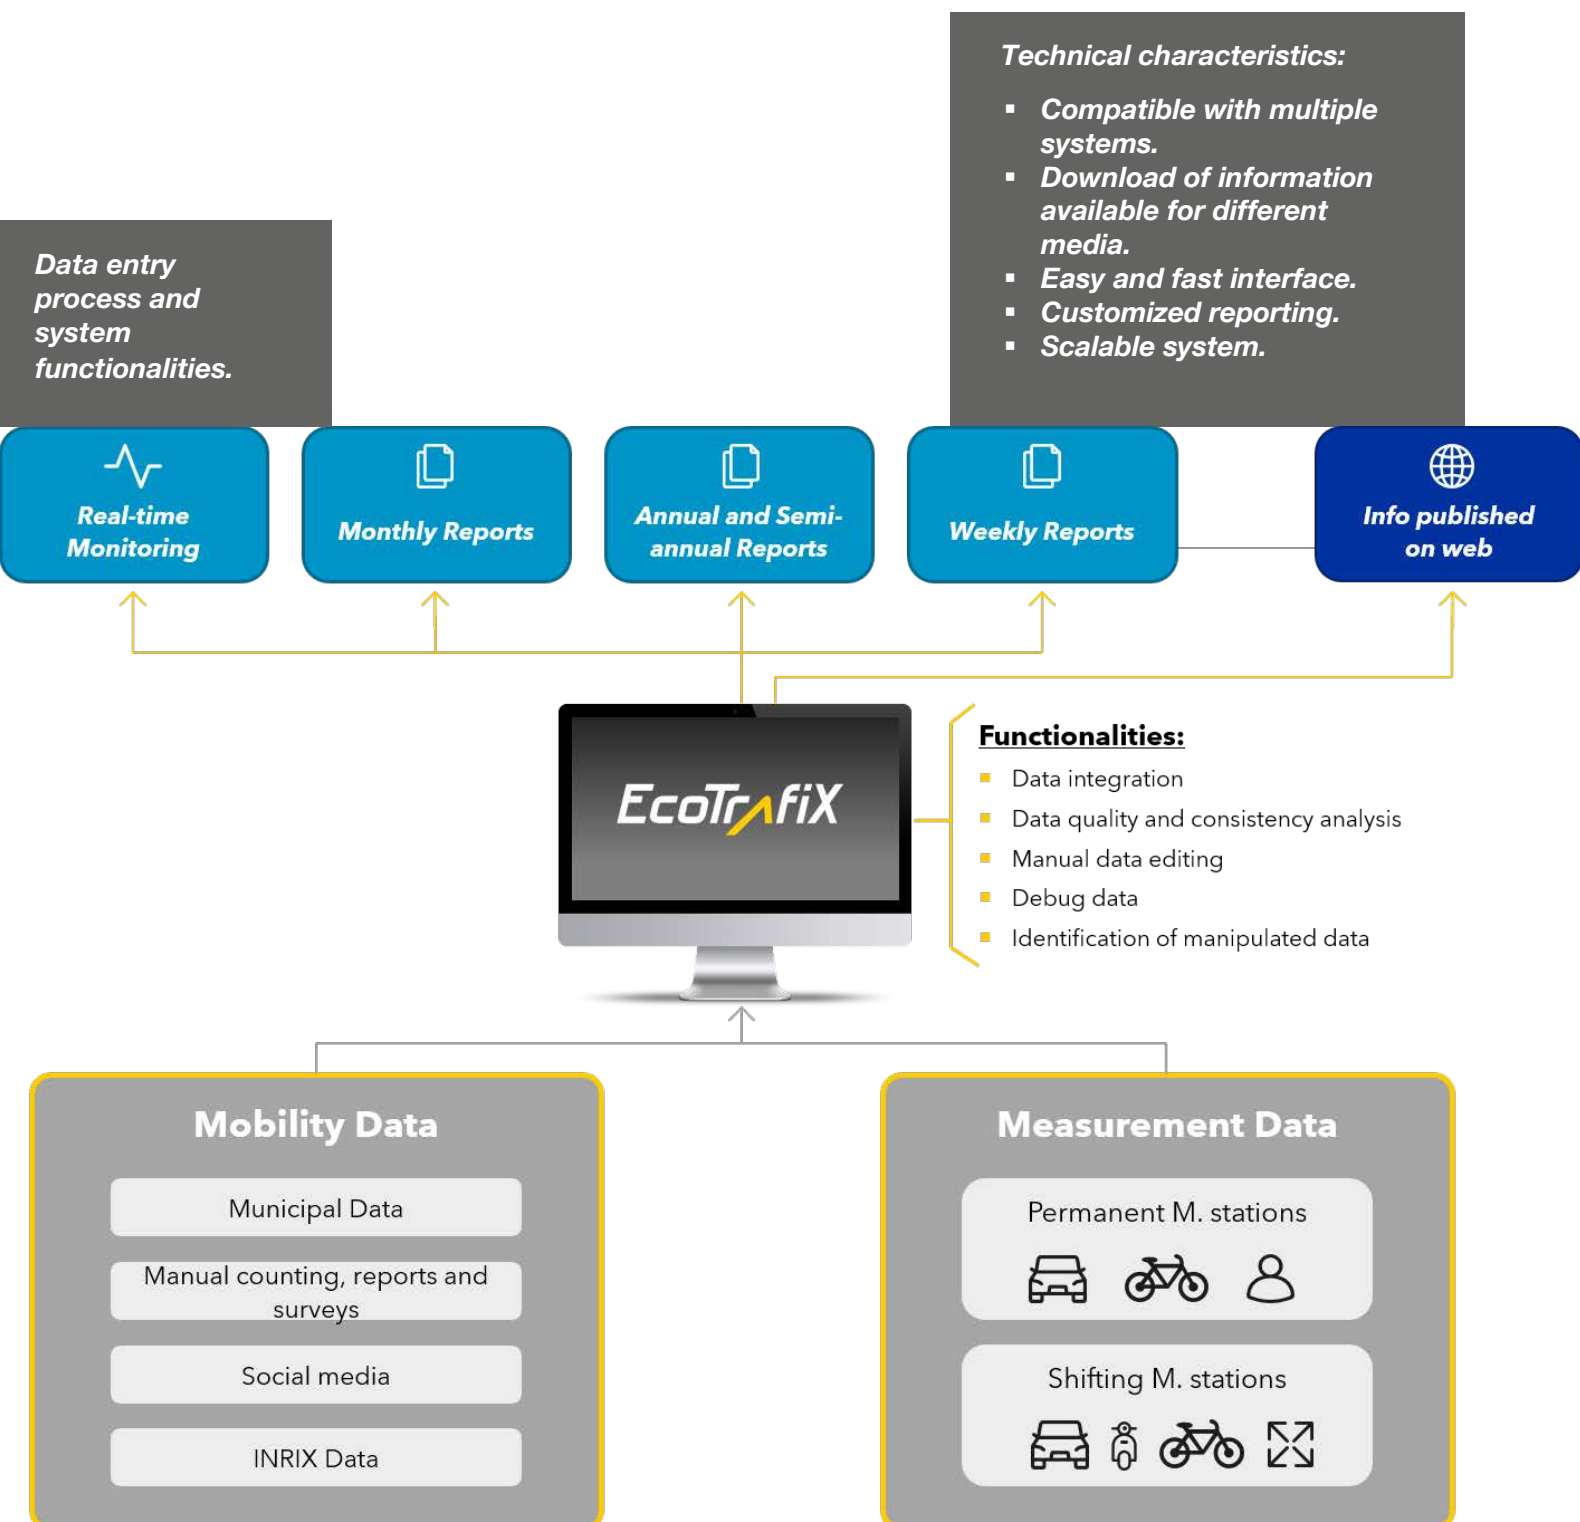 Technical characteristics:
▪ Compatible with multiple
systems.
▪ Download of information
available for different
media.
▪ Easy and fast interface.
▪ Customized reporting.
▪ Scalable system.
Data entry
process and
system
functionalities.
Real-time
Monitoring
Monthly Reports
Annual and Semi-
annual Reports
Weekly Reports
Info published
on web
EcoTrafiX
Functionalities:
▪ Data integration
▪ Data quality and consistency analysis
▪ Manual data editing
▪ Debug data
▪ Identification of manipulated data
Mobility Data
Municipal Data
Manual counting, reports and
surveys
Social media
INRIX Data
Measurement Data
Permanent M. stations
Shifting M. stations